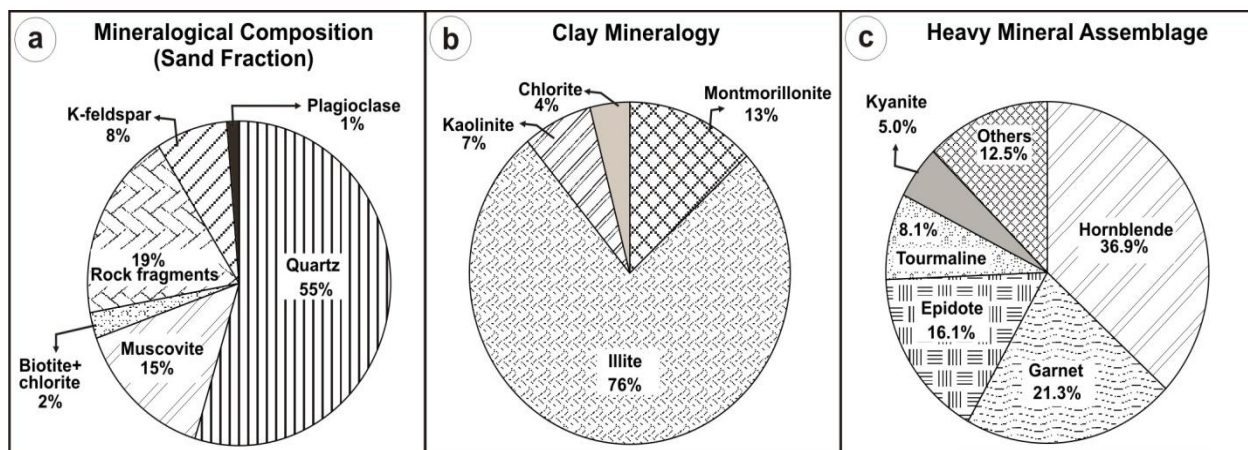 a
Mineralogical Composition
(Sand Fraction)
K-feldspar
8%
Plagioclase
1%
19%
Rock fragments
Quartz
55%
Muscovite
15%
Biotite+
chlorite
2%
b
Clay Mineralogy
Chlorite
4%
Montmorillonite
13%
Kaolinite
7%
Illite
76%
c
Heavy Mineral Assemblage
Kyanite
5.0%
Others
12.5%
Hornblende
36.9%
8.1%
Tourmaline
Epidote
16.1%
Garnet
21.3%